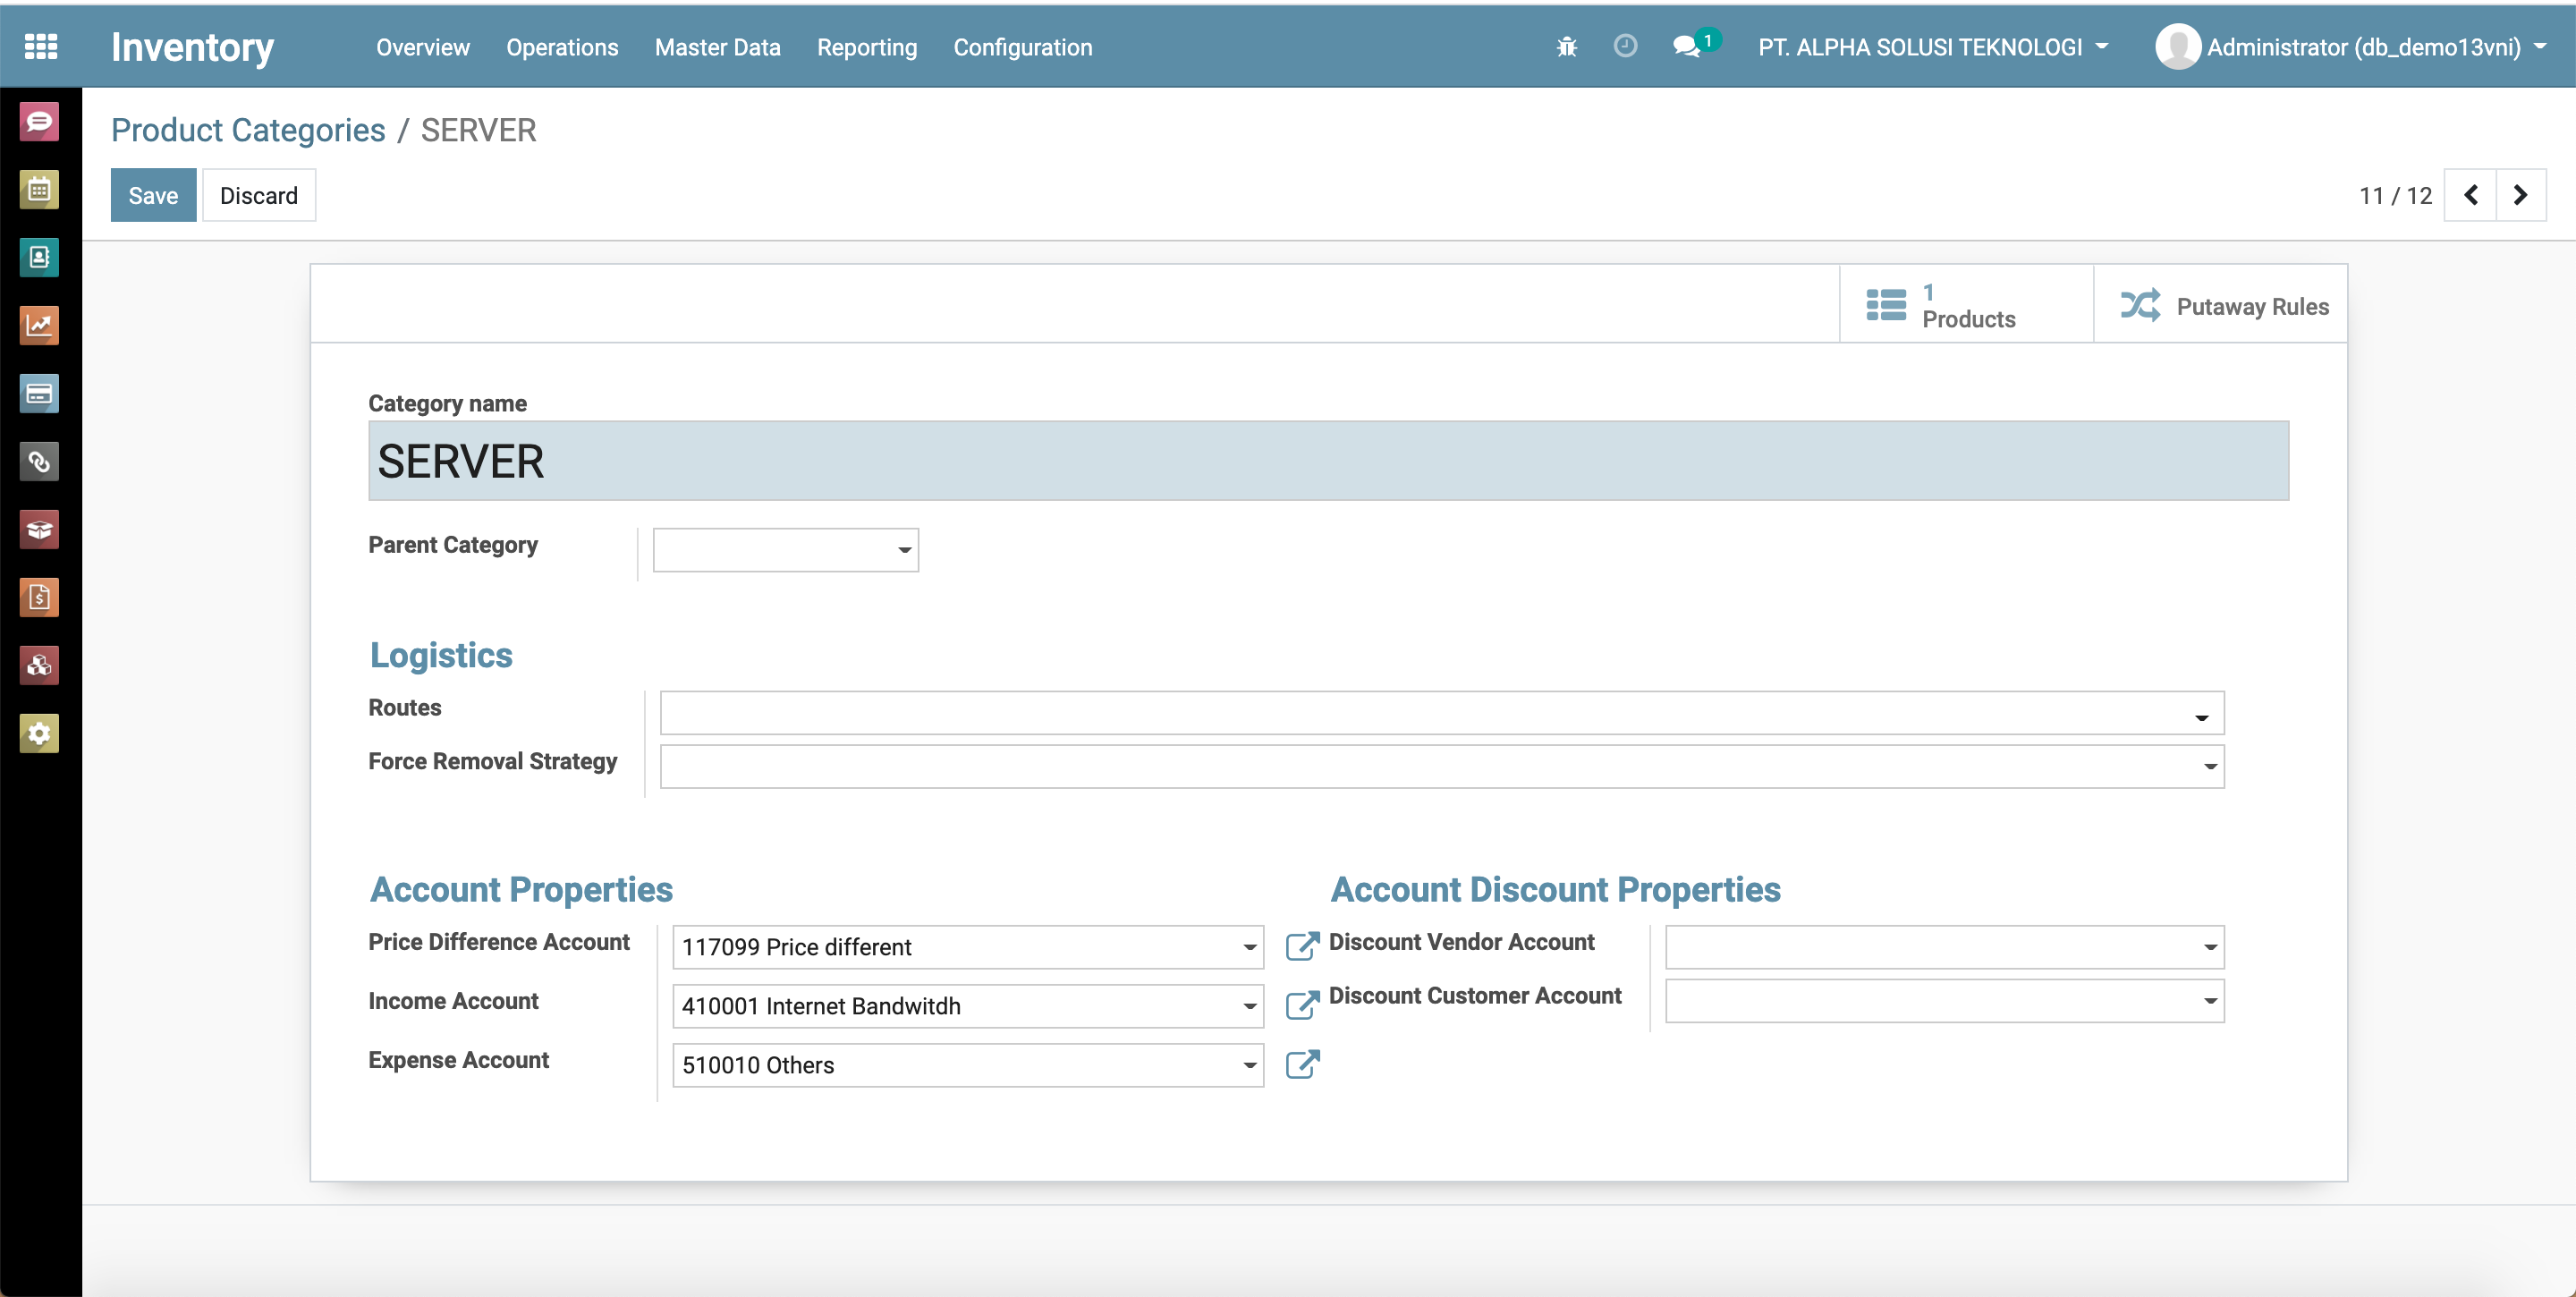 Inventory Overview Operations Master Data Reporting Configuration 1 PT. ALPHA SOLUSI TEKNOLOGI Administrator (db_demo13vni)
Product Categories / SERVER
Save Discard 11 / 12
1
Products
Putaway Rules
Category name
SERVER
Parent Category
Logistics
Routes
Force Removal Strategy
Account Properties
Price Difference Account 117099 Price different
Income Account 410001 Internet Bandwitdh
Expense Account 510010 Others
Account Discount Properties
Discount Vendor Account
Discount Customer Account